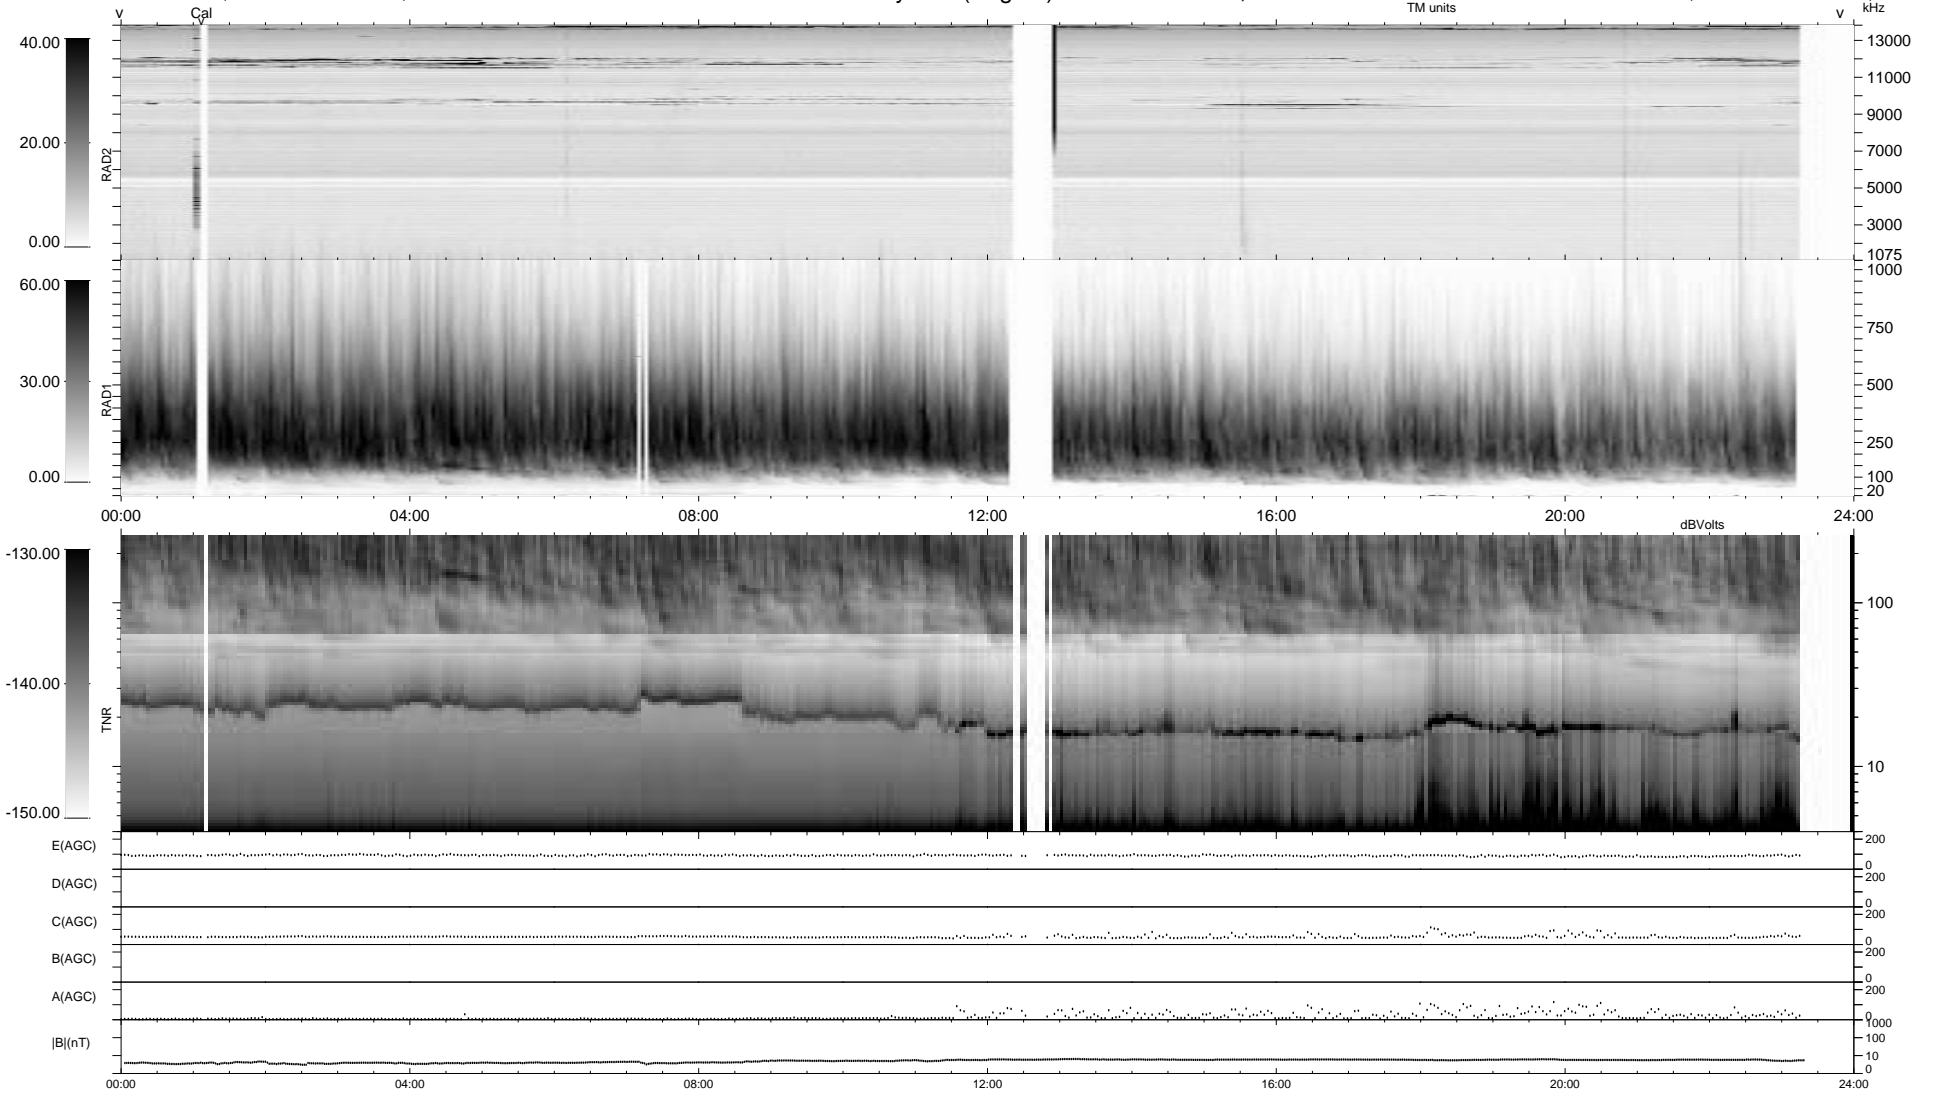 v
Cal
v
TM units
v
kHz
40.00
20.00
0.00
RAD2
13000
11000
9000
7000
5000
3000
1075
60.00
30.00
0.00
RAD1
1000
750
500
250
100
20
00:00 04:00 08:00 12:00 16:00 20:00 24:00
dBVolts
-130.00
-140.00
-150.00
TNR
100
10
E(AGC)
200
0
D(AGC)
200
0
C(AGC)
200
0
B(AGC)
200
0
A(AGC)
200
0
|B|(nT)
1000
100
10
0
00:00 04:00 08:00 12:00 16:00 20:00 24:00